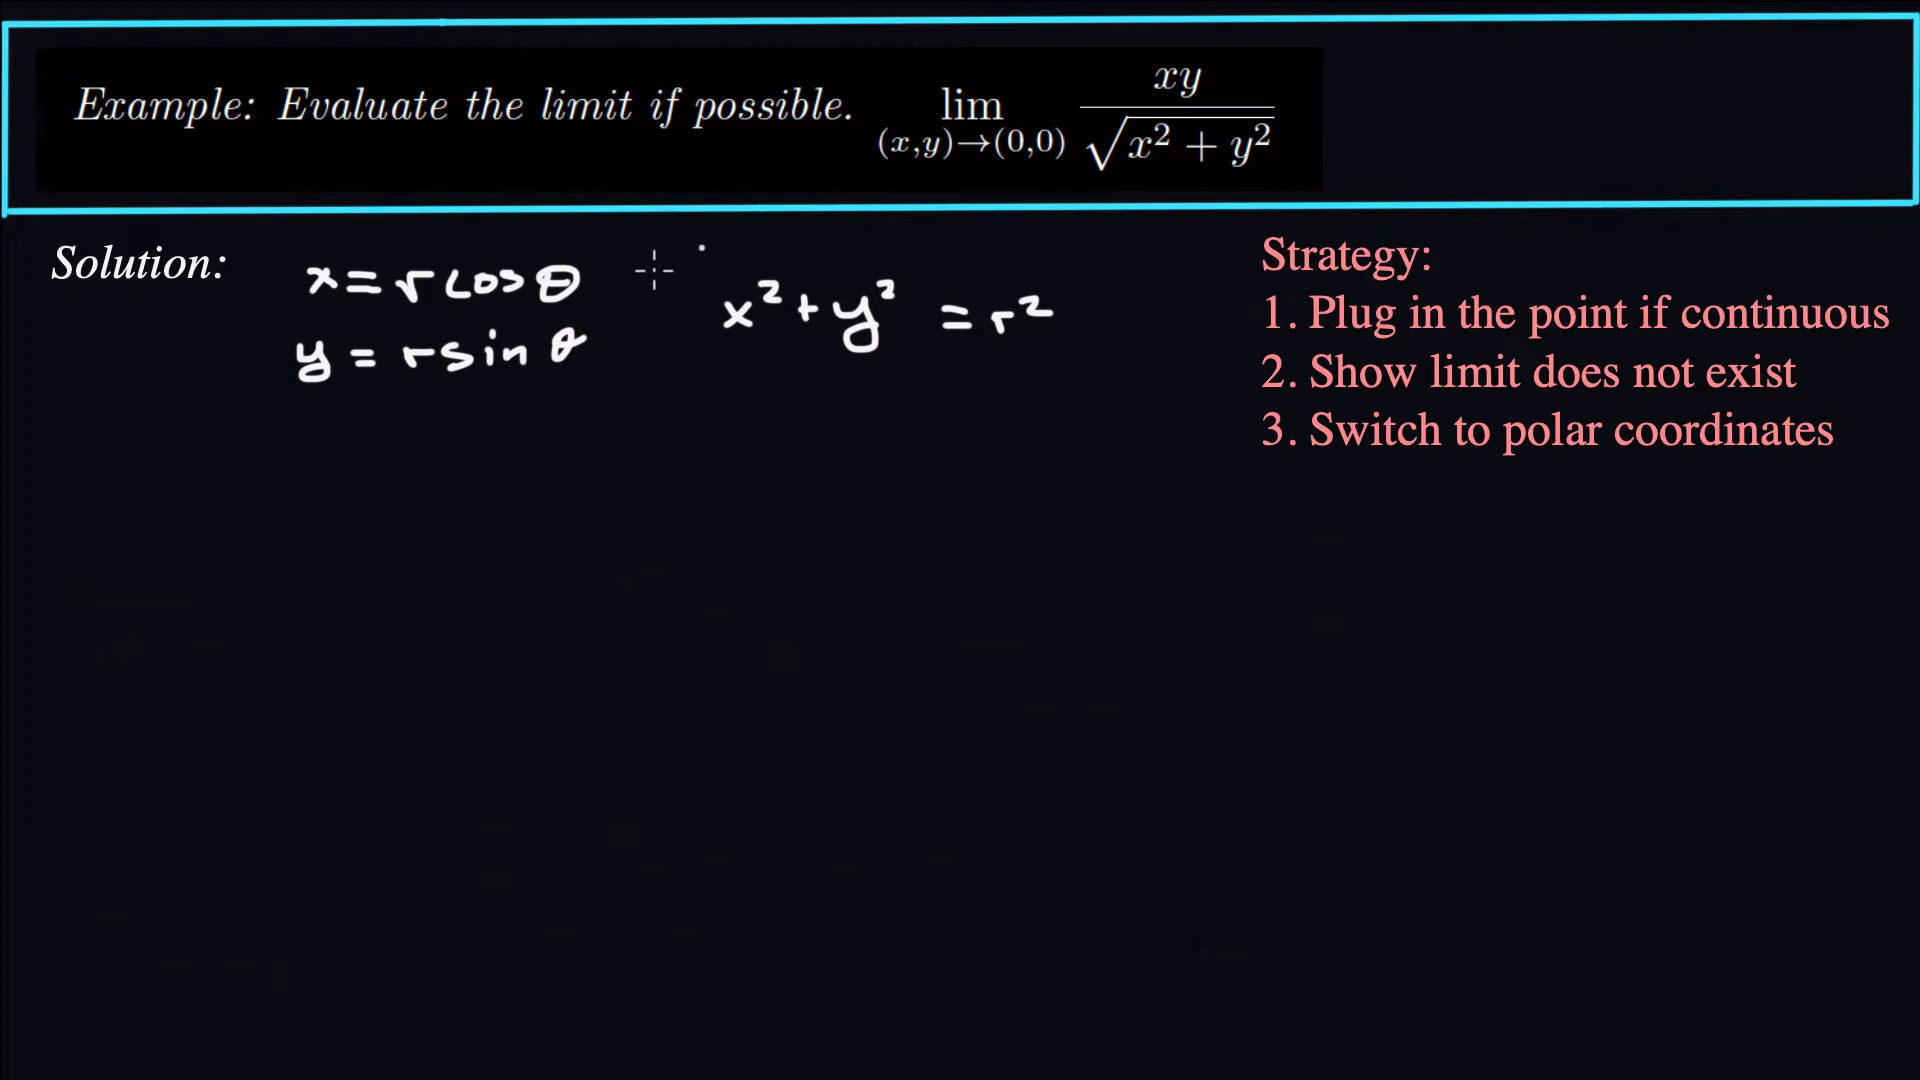 Example: Evaluate the limit if possible. lim (x,y)→(0,0) xy / √(x² + y²)
Solution:
x = r cos θ
y = r sin θ
x² + y² = r²
Strategy:
1. Plug in the point if continuous
2. Show limit does not exist
3. Switch to polar coordinates